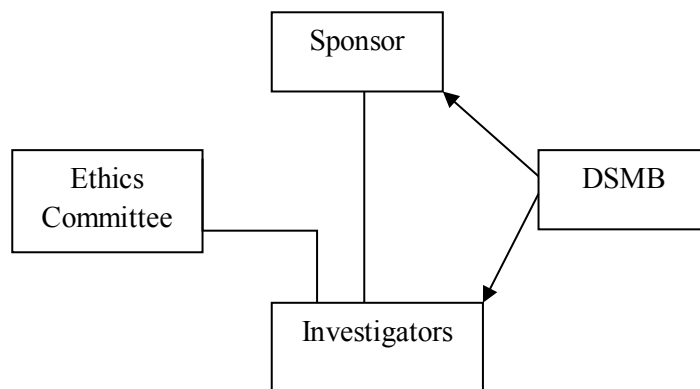 Sponsor
Ethics
Committee
DSMB
Investigators